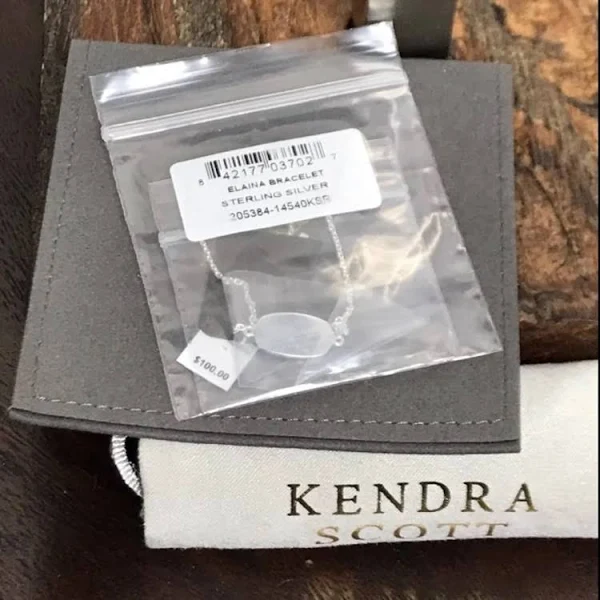 8 42177 03702 7
ELAINA BRACELET
STERLING SILVER
205384-14540KSR
$100.00
KENDRA
SCOTT